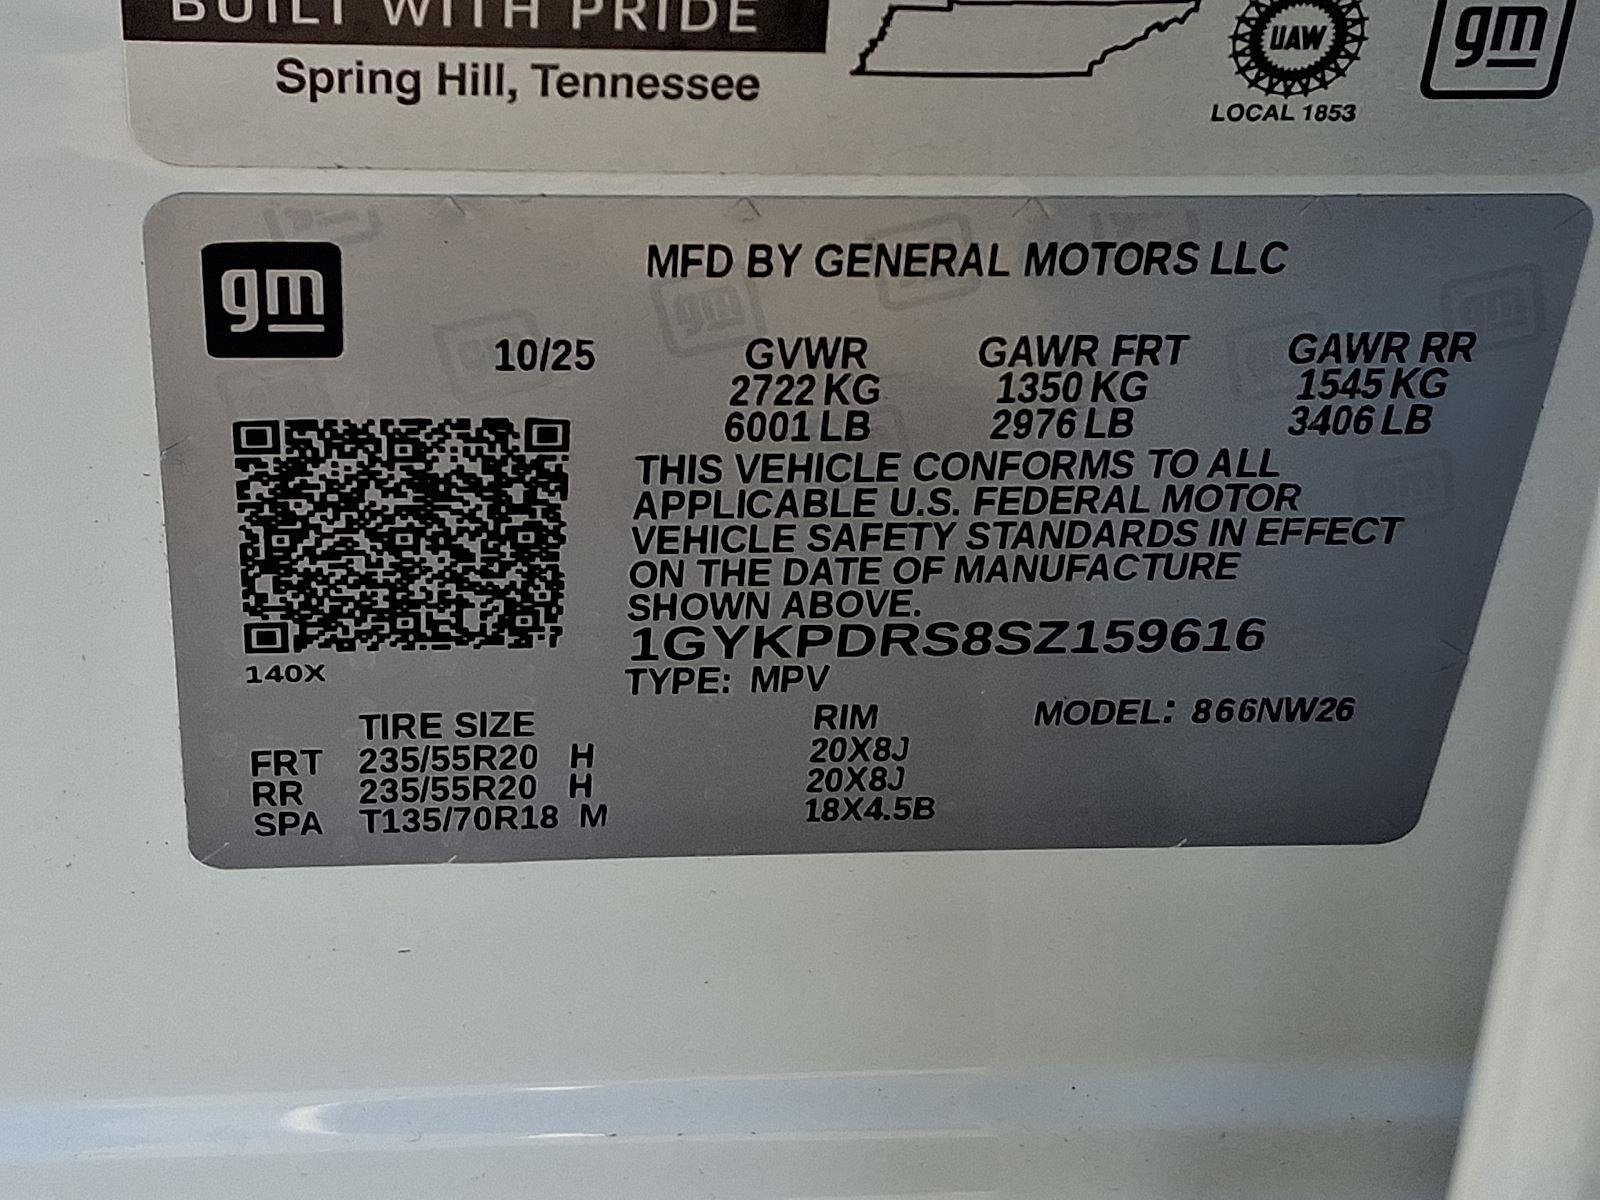 BUILT WITH PRIDE
Spring Hill, Tennessee
UAW
LOCAL 1853
gm
gm
MFD BY GENERAL MOTORS LLC
10/25
GVWR GAWR FRT GAWR RR
2722 KG 1350 KG 1545 KG
6001 LB 2976 LB 3406 LB
THIS VEHICLE CONFORMS TO ALL
APPLICABLE U.S. FEDERAL MOTOR
VEHICLE SAFETY STANDARDS IN EFFECT
ON THE DATE OF MANUFACTURE
SHOWN ABOVE.
1GYKPDRS8SZ159616
140X
TYPE: MPV
TIRE SIZE RIM MODEL: 866NW26
FRT 235/55R20 H 20X8J
RR 235/55R20 H 20X8J
SPA T135/70R18 M 18X4.5B